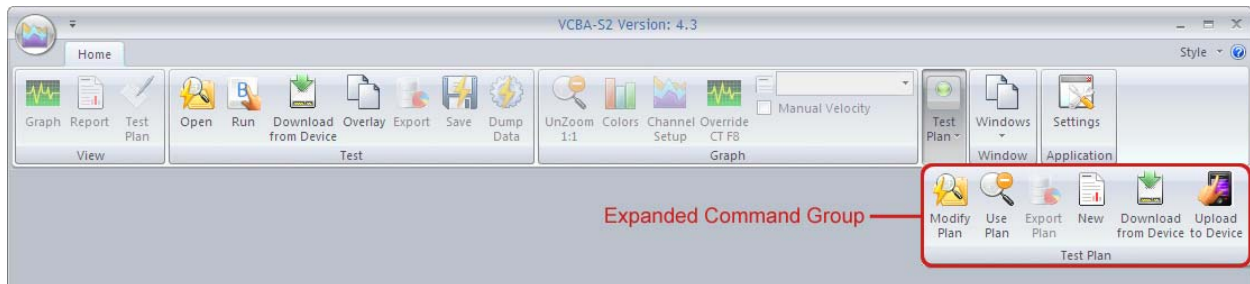 VCBA-S2 Version: 4.3
Home
Style
Graph Report Test Plan
View
Open Run Download from Device Overlay Export Save Dump Data
Test
UnZoom 1:1 Colors Channel Setup Override CT FB
Manual Velocity
Graph
Test Plan
Windows
Window
Settings
Application
Expanded Command Group
Modify Plan Use Plan Export Plan New Download from Device Upload to Device
Test Plan